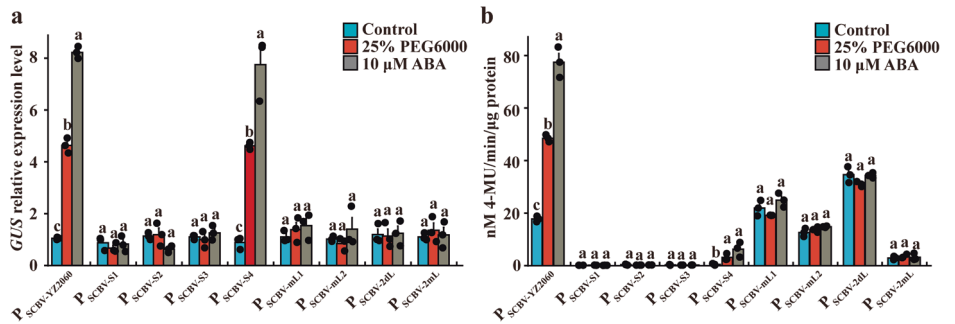 a
Control
25% PEG6000
10 μM ABA
GUS relative expression level
8
6
4
2
0
c b a
a a a
a a a
a a a
c b a
a a a
a a a
a a a
a a a
P SCBV-YZ2060
P SCBV-S1
P SCBV-S2
P SCBV-S3
P SCBV-S4
P SCBV-mL1
P SCBV-mL2
P SCBV-2dL
P SCBV-2mL
b
Control
25% PEG6000
10 μM ABA
nM 4-MU/min/μg protein
80
60
40
20
0
c b a
a a a
a a a
a a a
b a a
a a a
a a a
a a a
a a a
P SCBV-YZ2060
P SCBV-S1
P SCBV-S2
P SCBV-S3
P SCBV-S4
P SCBV-mL1
P SCBV-mL2
P SCBV-2dL
P SCBV-2mL